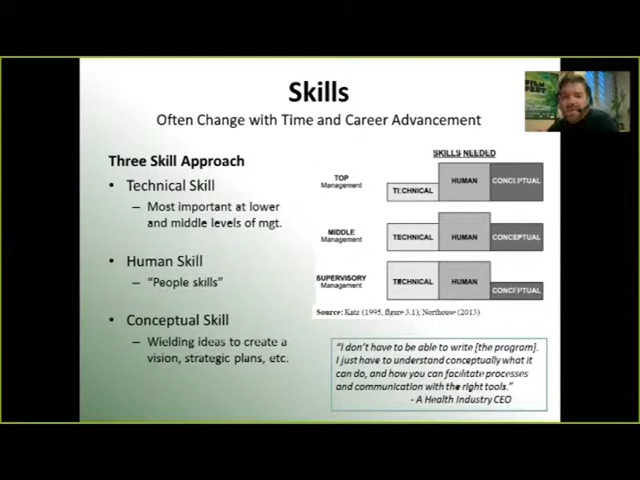 Skills
Often Change with Time and Career Advancement
Three Skill Approach
• Technical Skill
– Most important at lower
and middle levels of mgt.
• Human Skill
– “People skills”
• Conceptual Skill
– Wielding ideas to create a
vision, strategic plans, etc.
SKILLS NEEDED
TOP
Management
TECHNICAL
HUMAN
CONCEPTUAL
MIDDLE
Management
TECHNICAL
HUMAN
CONCEPTUAL
SUPERVISORY
Management
TECHNICAL
HUMAN
CONCEPTUAL
Source: Katz (1995, figure 3.1); Northouse (2013)
“I don’t have to be able to write [the program].
I just have to understand conceptually what it
can do, and how you can facilitate processes
and communication with the right tools.”
- A Health Industry CEO